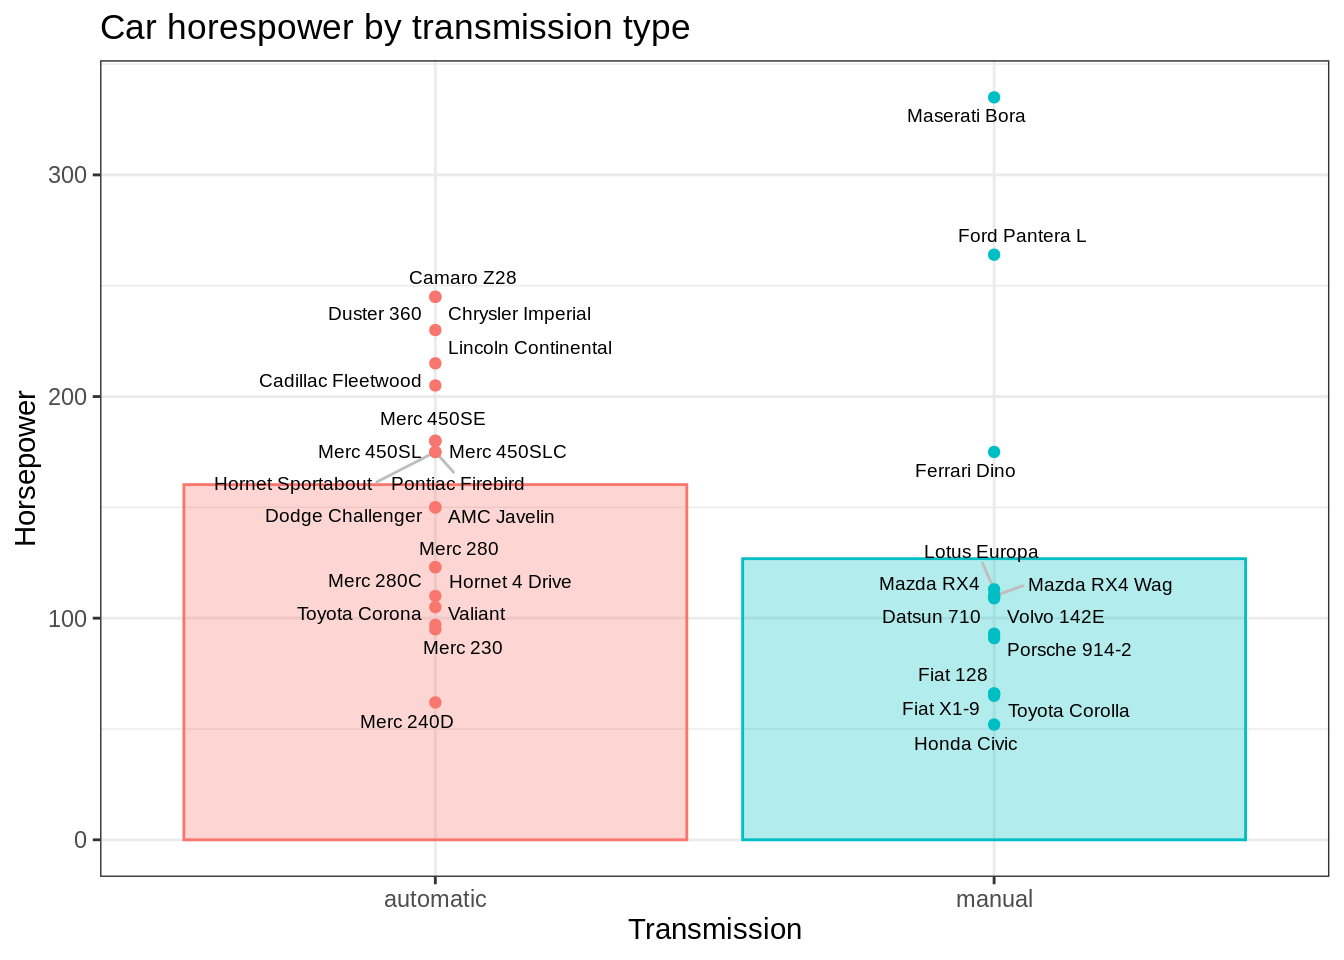 Car horespower by transmission type
Horsepower
300
200
100
0
Maserati Bora
Ford Pantera L
Camaro Z28
Duster 360 Chrysler Imperial
Lincoln Continental
Cadillac Fleetwood
Merc 450SE
Merc 450SL Merc 450SLC
Ferrari Dino
Hornet Sportabout Pontiac Firebird
Dodge Challenger AMC Javelin
Merc 280
Lotus Europa
Merc 280C Hornet 4 Drive
Mazda RX4 Mazda RX4 Wag
Toyota Corona Valiant
Datsun 710 Volvo 142E
Merc 230
Porsche 914-2
Fiat 128
Fiat X1-9 Toyota Corolla
Merc 240D
Honda Civic
automatic manual
Transmission